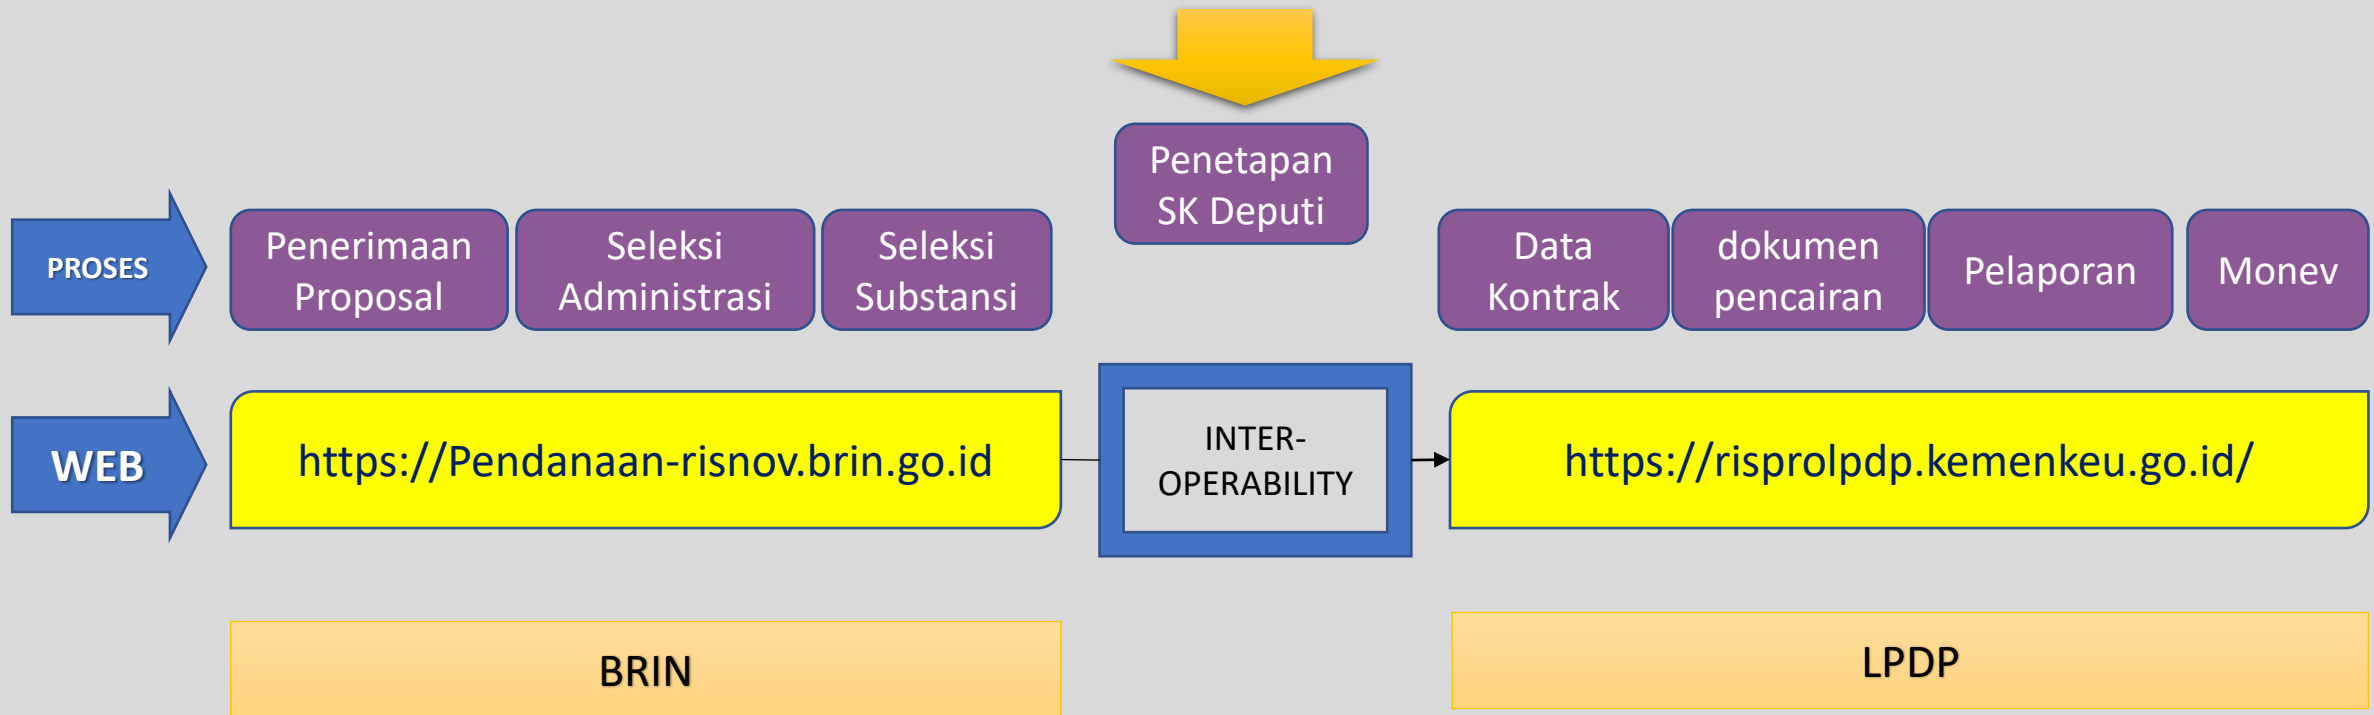 Penetapan
SK Deputi
PROSES
Penerimaan
Proposal
Seleksi
Administrasi
Seleksi
Substansi
Data
Kontrak
dokumen
pencairan
Pelaporan
Monev
WEB
https://Pendanaan-risnov.brin.go.id
INTER-
OPERABILITY
https://risprolpdp.kemenkeu.go.id/
BRIN
LPDP